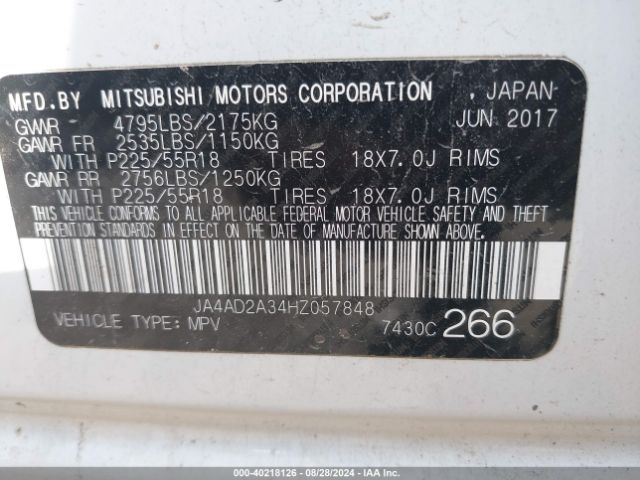 MFD.BY MITSUBISHI MOTORS CORPORATION JAPAN
GVWR 4795LBS/2175KG JUN 2017
GAWR FR 2535LBS/1150KG
WITH P225/55R18 TIRES 18X7.0J RIMS
GAWR RR 2756LBS/1250KG
WITH P225/55R18 TIRES 18X7.0J RIMS
THIS VEHICLE CONFORMS TO ALL APPLICABLE FEDERAL MOTOR VEHICLE SAFETY AND THEFT
PREVENTION STANDARDS IN EFFECT ON THE DATE OF MANUFACTURE SHOWN ABOVE.
JA4AD2A34HZ057848
VEHICLE TYPE: MPV 7430C 266
000-40218126 - 08/28/2024 - IAAI.COM